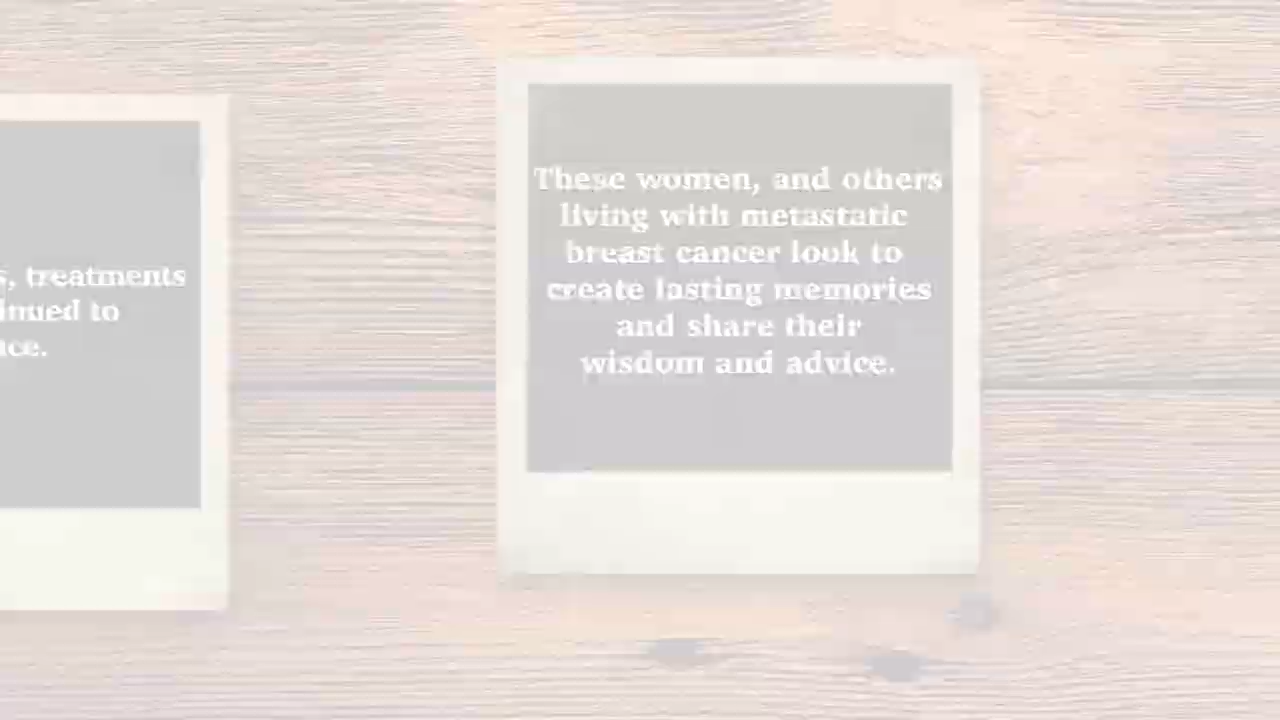 s, treatments
inued to
ce.
These women, and others
living with metastatic
breast cancer look to
create lasting memories
and share their
wisdom and advice.